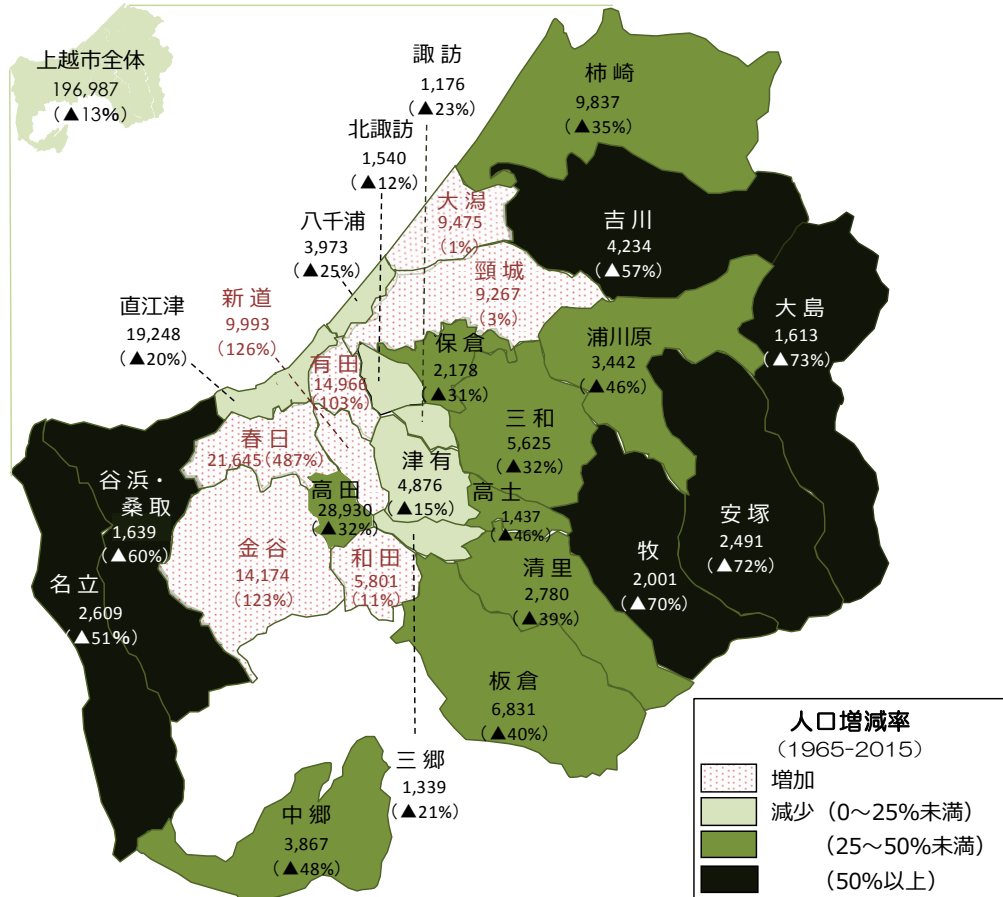 上越市全体
196,987
(▲13%)
諏訪
1,176
(▲23%)
北諏訪
1,540
(▲12%)
八千浦
3,973
(▲25%)
直江津
19,248
(▲20%)
新道
9,993
(126%)
柿崎
9,837
(▲35%)
大潟
9,475
(1%)
吉川
4,234
(△57%)
頸城
9,267
(3%)
大島
1,613
(△73%)
浦川原
3,442
(▲46%)
保倉
2,178
(▲31%)
有田
14,966
(103%)
三和
5,625
(▲32%)
春日
21,645(487%)
津有
4,876
(▲15%)
高田
28,930
(▲32%)
高士
1,437
(▲46%)
谷浜・
桑取
1,639
(△60%)
名立
2,609
(△51%)
金谷
14,174
(123%)
和田
5,801
(11%)
清里
2,780
(▲39%)
牧
2,001
(△70%)
安塚
2,491
(△72%)
板倉
6,831
(▲40%)
三郷
1,339
(▲21%)
中郷
3,867
(▲48%)
人口増減率
(1965-2015)
増加
減少 (0~25%未満)
(25~50%未満)
(50%以上)